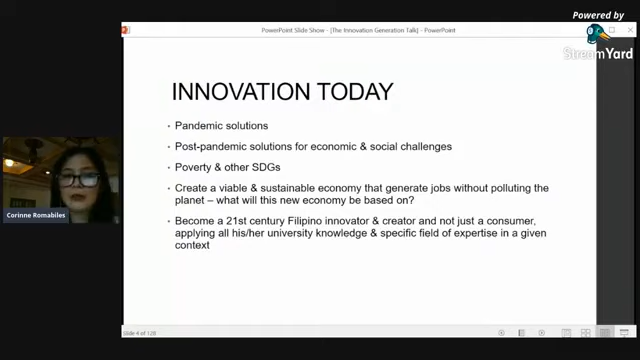 Powered by
PowerPoint Slide Show - [The Innovation Generation Talk] - PowerPoint
StreamYard
INNOVATION TODAY
• Pandemic solutions
• Post-pandemic solutions for economic & social challenges
• Poverty & other SDGs
• Create a viable & sustainable economy that generate jobs without polluting the
planet – what will this new economy be based on?
• Become a 21st century Filipino innovator & creator and not just a consumer,
applying all his/her university knowledge & specific field of expertise in a given
context
Corinne Romabiles
Slide 4 of 128